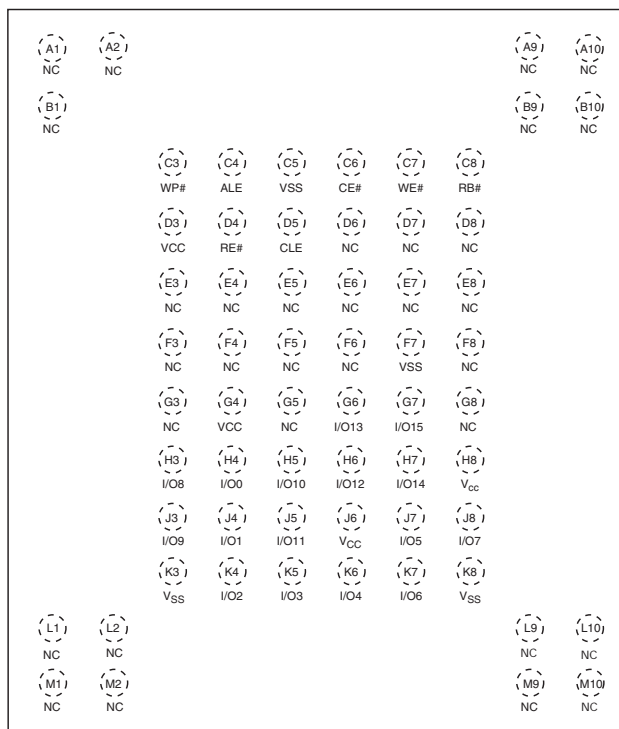 A1 A2 A9 A10
NC NC NC NC
B1 B9 B10
NC NC NC
C3 C4 C5 C6 C7 C8
WP# ALE VSS CE# WE# RB#
D3 D4 D5 D6 D7 D8
VCC RE# CLE NC NC NC
E3 E4 E5 E6 E7 E8
NC NC NC NC NC NC
F3 F4 F5 F6 F7 F8
NC NC NC NC VSS NC
G3 G4 G5 G6 G7 G8
NC VCC NC I/O13 I/O15 NC
H3 H4 H5 H6 H7 H8
I/O8 I/O0 I/O10 I/O12 I/O14 Vcc
J3 J4 J5 J6 J7 J8
I/O9 I/O1 I/O11 VCC I/O5 I/O7
K3 K4 K5 K6 K7 K8
VSS I/O2 I/O3 I/O4 I/O6 VSS
L1 L2 L9 L10
NC NC NC NC
M1 M2 M9 M10
NC NC NC NC